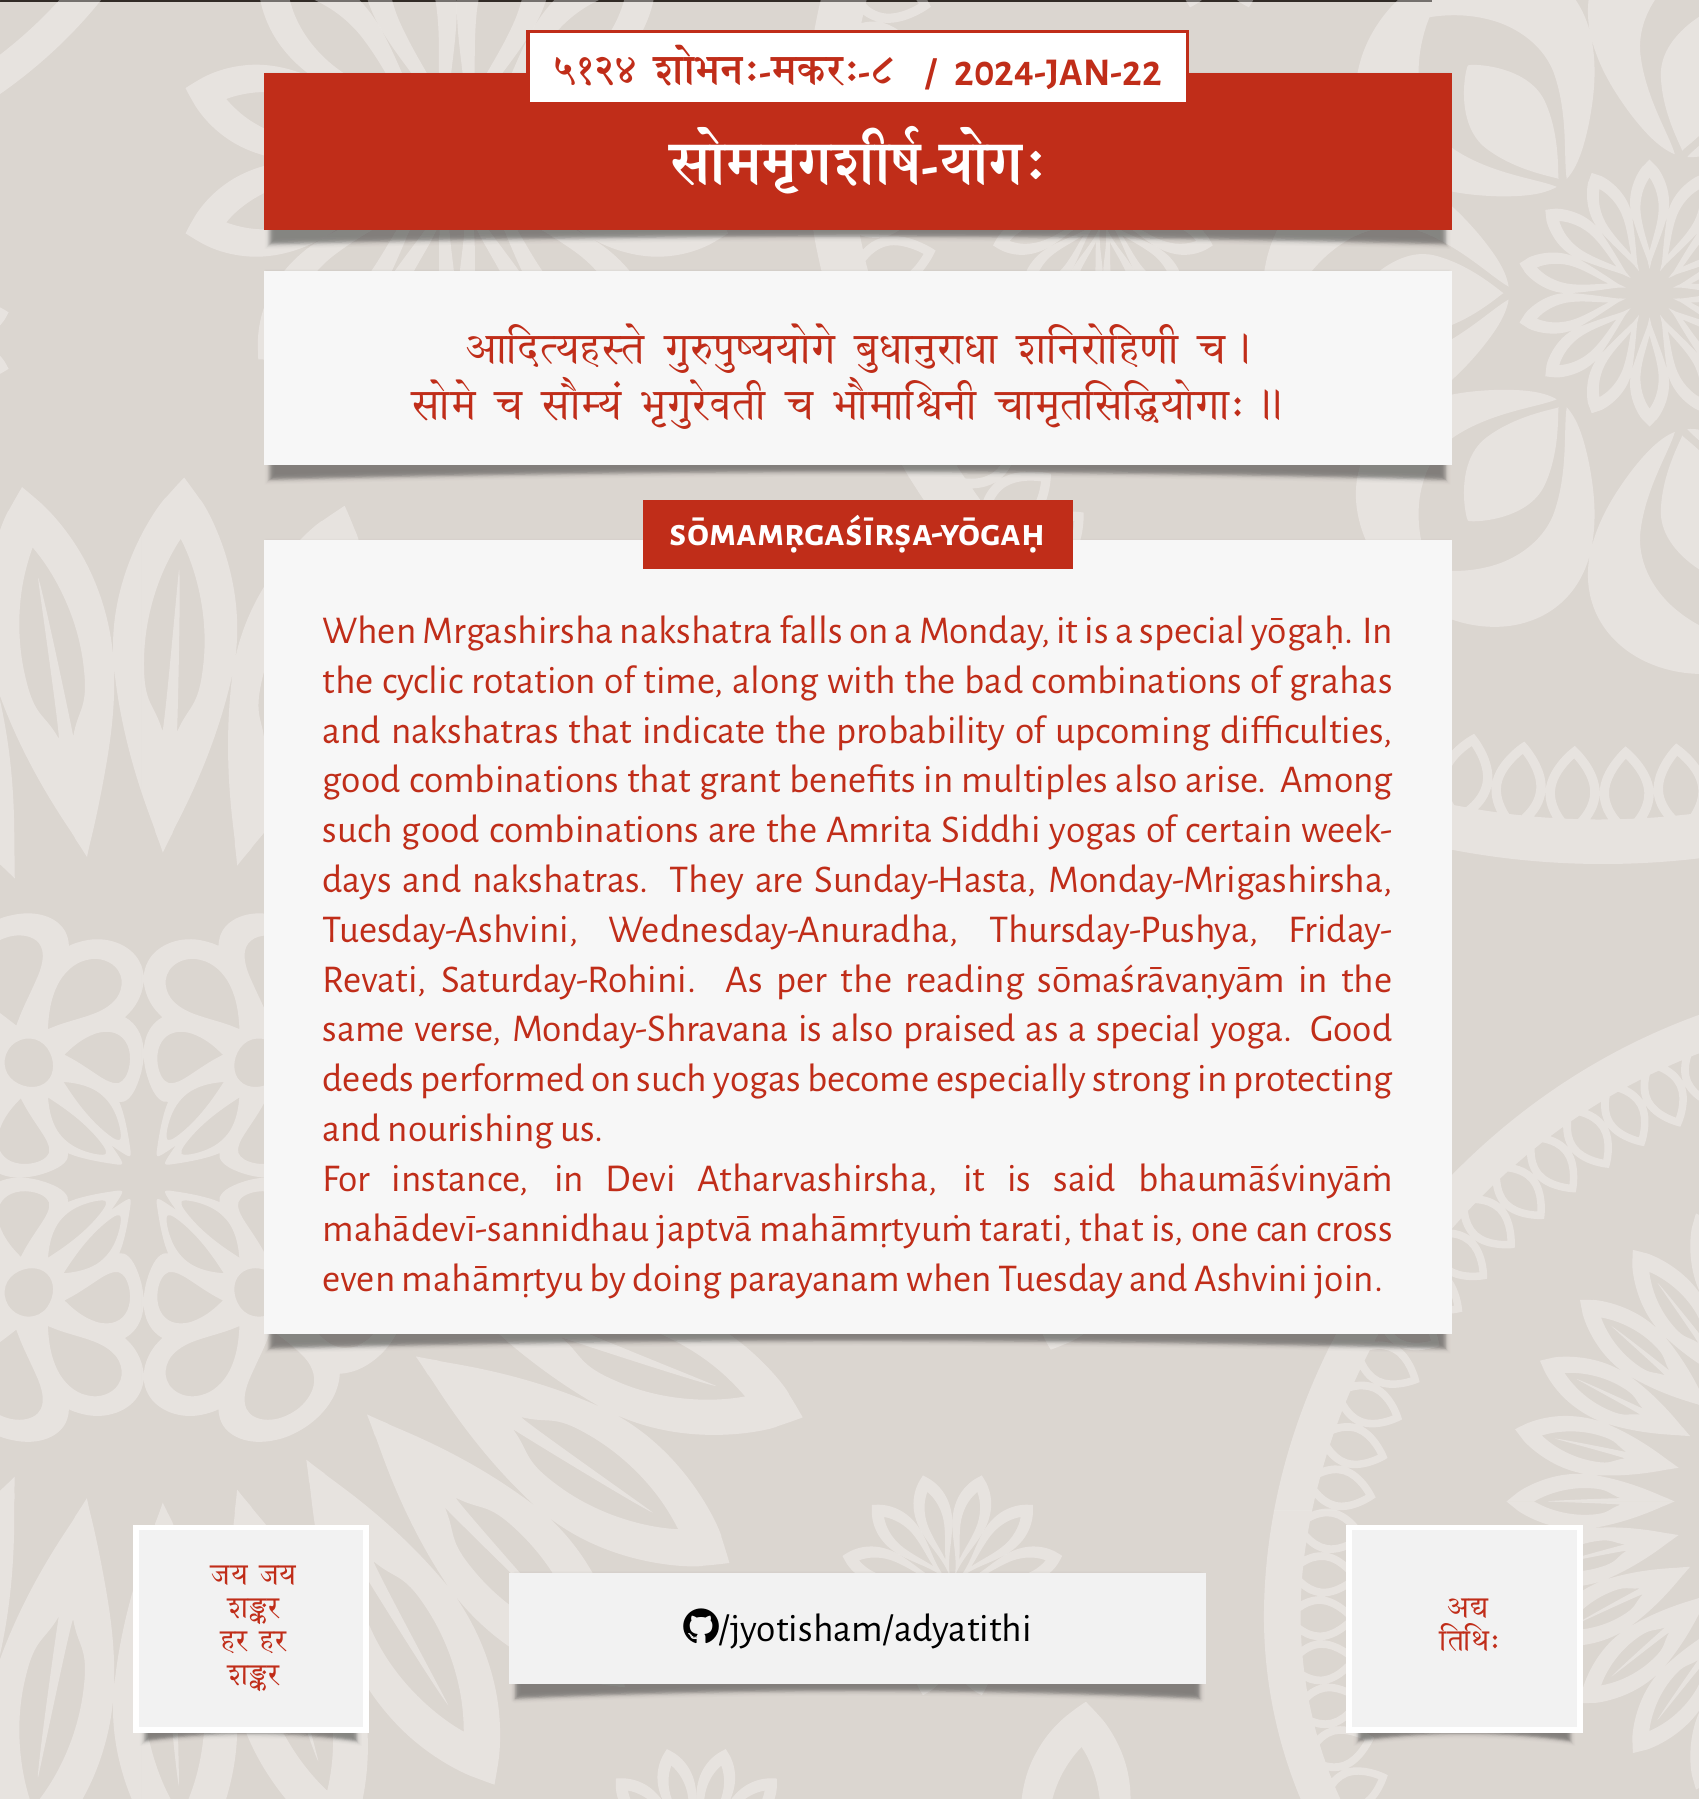 ५१२४ शोभनः-मकरः-८ / 2024-JAN-22
सोममृगशीर्ष-योगः
आदित्यहस्ते गुरुपुष्ययोगे बुधानुराधा शनिरोहिणी च ।
सोमे च सौम्यं भृगुरेवती च भौमाश्विनी चामृतसिद्धियोगाः ॥
SŌMAMṚGAŚĪRṢA-YŌGAḤ
When Mrgashirsha nakshatra falls on a Monday, it is a special yōgaḥ. In
the cyclic rotation of time, along with the bad combinations of grahas
and nakshatras that indicate the probability of upcoming difficulties,
good combinations that grant benefits in multiples also arise. Among
such good combinations are the Amrita Siddhi yogas of certain week-
days and nakshatras. They are Sunday-Hasta, Monday-Mrigashirsha,
Tuesday-Ashvini, Wednesday-Anuradha, Thursday-Pushya, Friday-
Revati, Saturday-Rohini. As per the reading sōmaśrāvaṇyām in the
same verse, Monday-Shravana is also praised as a special yoga. Good
deeds performed on such yogas become especially strong in protecting
and nourishing us.
For instance, in Devi Atharvashirsha, it is said bhaumāśvinyāṁ
mahādevī-sannidhau japtvā mahāmṛtyuṁ tarati, that is, one can cross
even mahāmṛtyu by doing parayanam when Tuesday and Ashvini join.
जय जय
शङ्कर
हर हर
शङ्कर
/jyotisham/adyatithi
अद्य
तिथिः